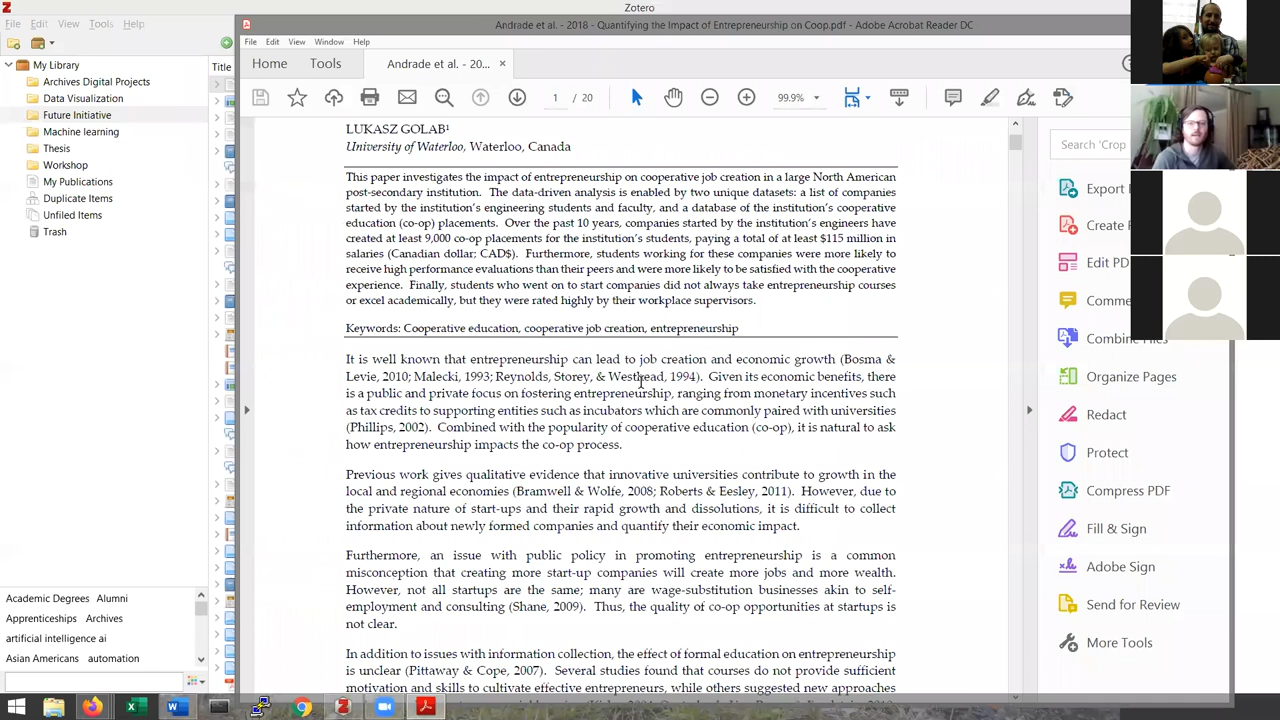 Zotero
File Edit View Tools Help
My Library
Archives Digital Projects
Data Visualization
Future Initiative
Machine learning
Thesis
Workshop
My Publications
Duplicate Items
Unfiled Items
Trash
Title
Academic Degrees Alumni
Apprenticeships Archives
artificial intelligence ai
Asian Americans automation
Andrade et al. - 2018 - Quantifying the Impact of Entrepreneurship on Coop.pdf - Adobe Acrobat Reader DC
File Edit View Window Help
Home Tools Andrade et al. - 20... ×
/ 20
99.9%
LUKASZ GOLAB¹
University of Waterloo, Waterloo, Canada
This paper investigates the impact of entrepreneurship on cooperative job creation in a large North American
post-secondary institution. The data-driven analysis is enabled by two unique datasets: a list of companies
started by the institution's engineering students and faculty, and a database of the institution's cooperative
education (co-op) placements. Over the past 10 years, companies started by the institution's engineers have
created at least 9,000 co-op placements for the institution's students, paying a total of at least $115 million in
salaries (Canadian dollar; CAD$). Furthermore, students working for these companies were more likely to
receive high performance evaluations than their peers and were more likely to be satisfied with the cooperative
experience. Finally, students who went on to start companies did not always take entrepreneurship courses
or excel academically, but they were rated highly by their workplace supervisors.
Keywords: Cooperative education, cooperative job creation, entrepreneurship
It is well known that entrepreneurship can lead to job creation and economic growth (Bosma &
Levie, 2010; Malecki, 1993; Reynolds, Storey, & Westhead, 1994). Given its economic benefits, there
is a public and private focus on fostering entrepreneurship, ranging from monetary incentives such
as tax credits to supporting entities such as incubators which are commonly paired with universities
(Phillips, 2002). Combined with the popularity of cooperative education (co-op), it is natural to ask
how entrepreneurship impacts the co-op process.
Previous work gives qualitative evidence that innovative universities contribute to growth in the
local and regional economies (Bramwell & Wolfe, 2008; Roberts & Eesley, 2011). However, due to
the private nature of start-ups and their rapid growth and dissolutions, it is difficult to collect
information about newly formed companies and quantify their economic impact.
Furthermore, an issue with public policy in promoting entrepreneurship is a common
misconception that creating more start-up companies will create more jobs and more wealth.
However, not all startups are the same; many are wage-substitution businesses akin to self-
employment and consulting (Shane, 2009). Thus, the quality of co-op opportunities at startups is
not clear.
In addition to issues with information collection, the effect of formal education on entrepreneurship
is unclear (Pittaway & Cope, 2007). Several studies found that courses do not provide sufficient
motivation and skills to cultivate effective entrepreneurs while others suggested new approaches
Search 'Crop
Export
Create
Edit PD
Comme
Combine Files
Organize Pages
Redact
Protect
Compress PDF
Fill & Sign
Adobe Sign
Send for Review
More Tools